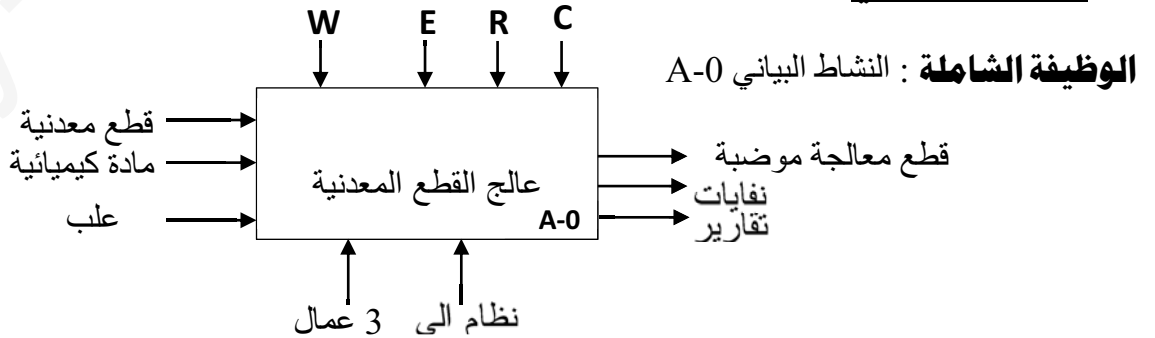 W E R C
الوظيفة الشاملة : النشاط البياني A-0
قطع معدنية
مادة كيميائية
علب
عالج القطع المعدنية
A-0
قطع معالجة موضبة
نفايات
تقارير
3 عمال
نظام الي